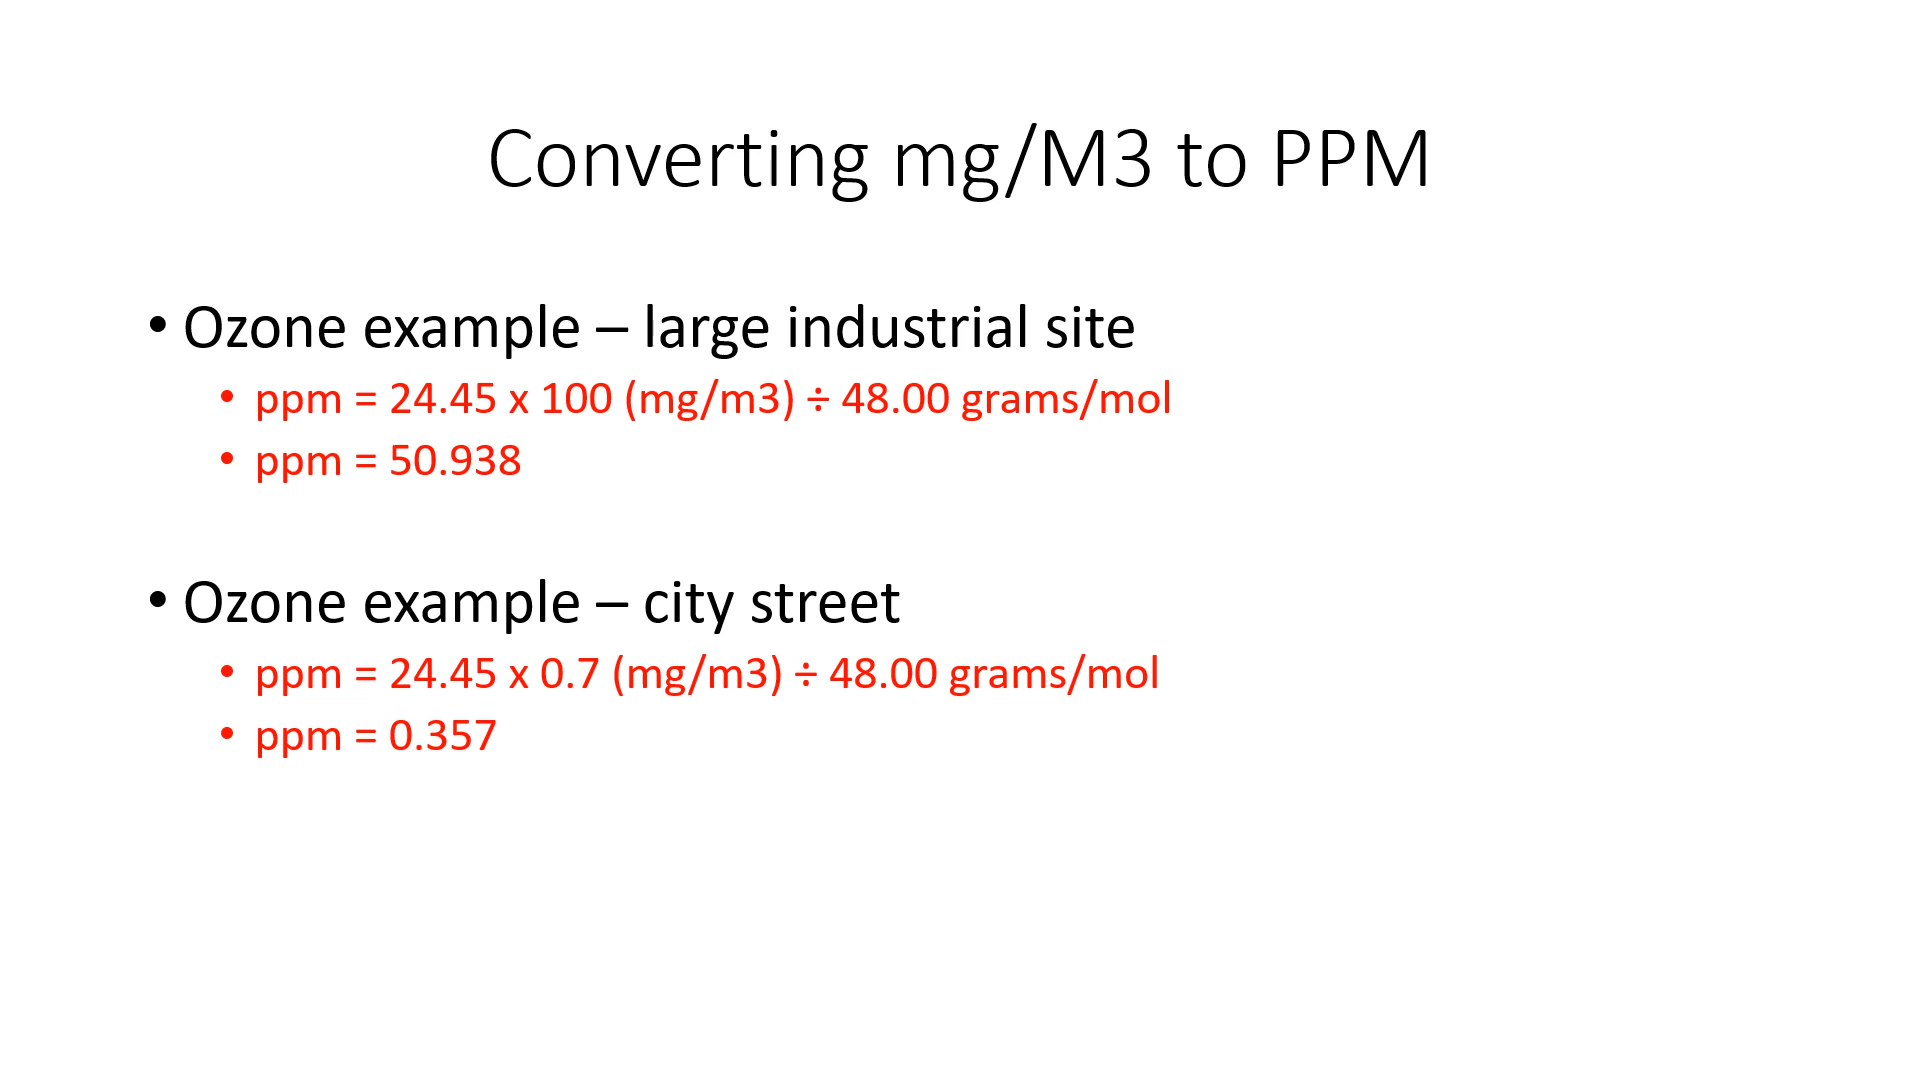 Converting mg/M3 to PPM
• Ozone example – large industrial site
• ppm = 24.45 x 100 (mg/m3) ÷ 48.00 grams/mol
• ppm = 50.938
• Ozone example – city street
• ppm = 24.45 x 0.7 (mg/m3) ÷ 48.00 grams/mol
• ppm = 0.357